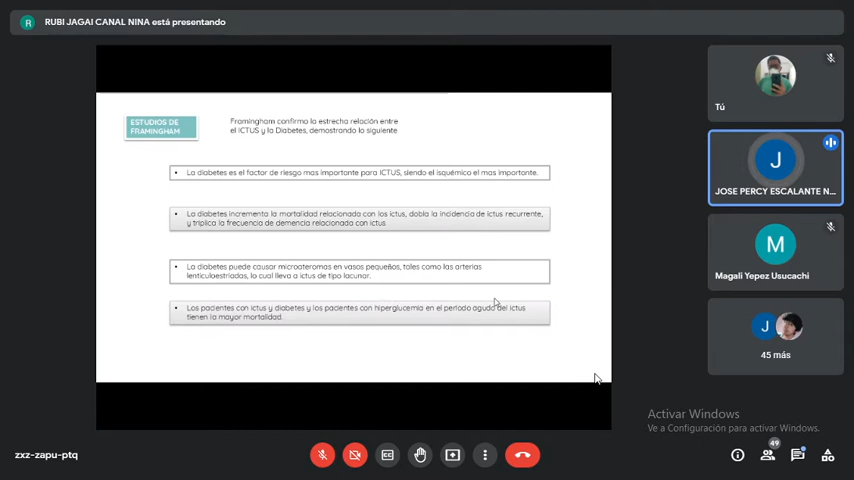 R RUBI JAGAI CANAL NINA está presentando
ESTUDIOS DE
FRAMINGHAM
Framingham confirmo la estrecha relación entre
el ICTUS y la Diabetes, demostrando lo siguiente
• La diabetes es el factor de riesgo mas importante para ICTUS, siendo el isquémico el mas importante.
• La diabetes incrementa la mortalidad relacionada con los ictus, dobla la incidencia de ictus recurrente,
y triplica la frecuencia de demencia relacionada con ictus
• La diabetes puede causar microateromas en vasos pequeños, tales como las arterias
lenticuloestriadas, lo cual llevo a ictus de tipo lacunar.
• Los pacientes con ictus y diabetes y los pacientes con hiperglucemia en el periodo agudo del ictus
tienen la mayor mortalidad.
Tú
J
JOSE PERCY ESCALANTE N...
M
Magali Yepez Usucachi
J
45 más
Activar Windows
Ve a Configuración para activar Windows.
zxz-zapu-ptq
CC
49